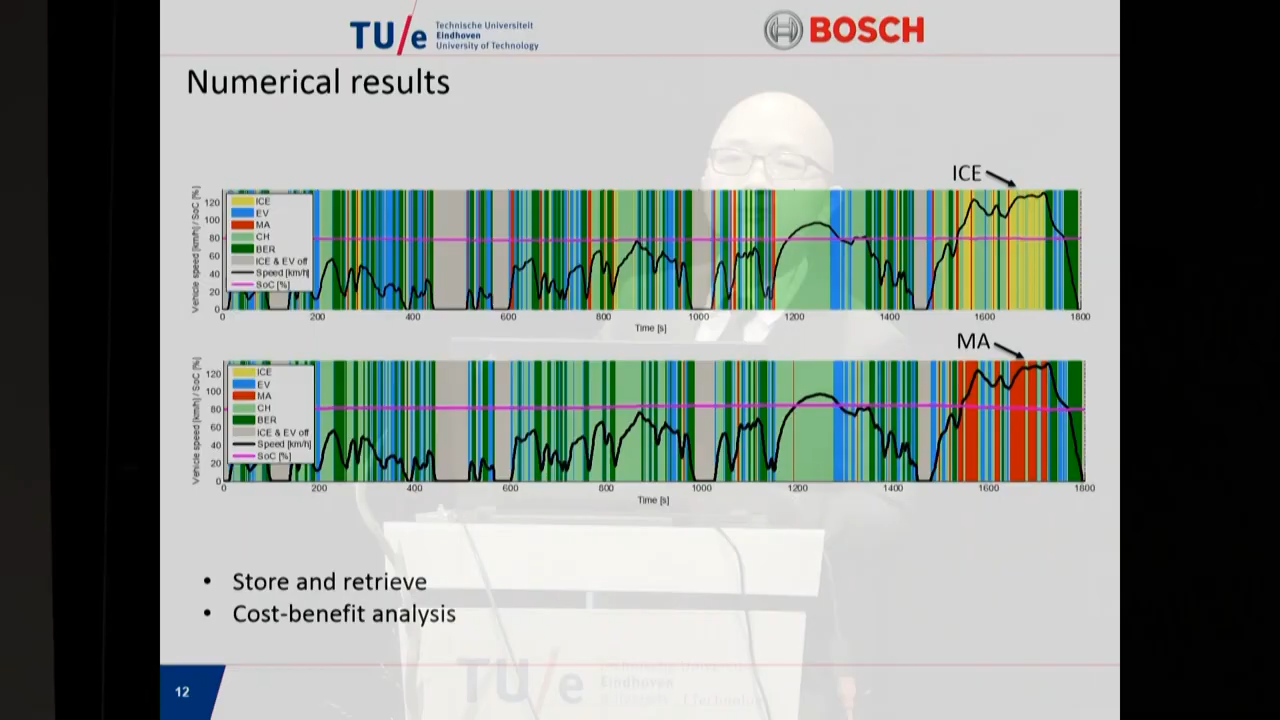 TU/e
Technische Universiteit
Eindhoven
University of Technology
BOSCH
Numerical results
ICE
Vehicle speed [km/h] / SoC [%]
120
100
80
60
40
20
0
ICE
EV
MA
CH
BER
ICE & EV off
Speed [km/h]
SoC [%]
0 200 400 600 800 1000 1200 1400 1600 1800
Time [s]
MA
Vehicle speed [km/h] / SoC [%]
120
100
80
60
40
20
0
ICE
EV
MA
CH
BER
ICE & EV off
Speed [km/h]
SoC [%]
0 200 400 600 800 1000 1200 1400 1600 1800
Time [s]
• Store and retrieve
• Cost-benefit analysis
TU/e
Eindhoven
12